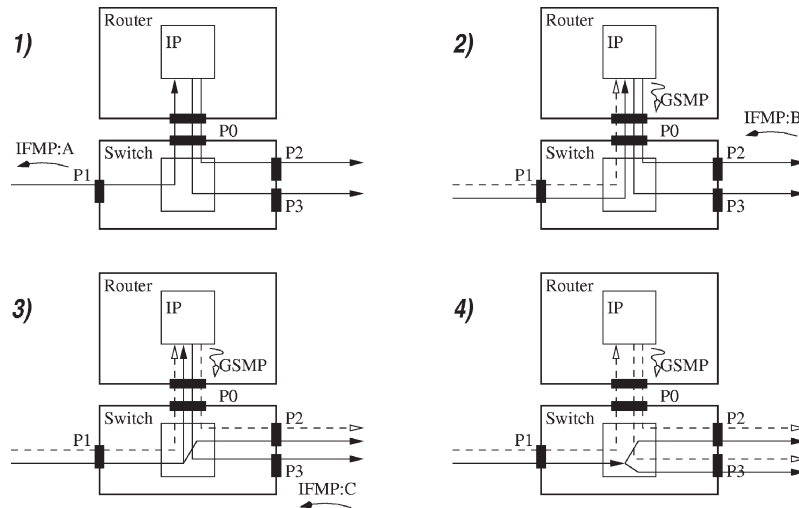 1)
Router
IP
P0
IFMP:A
Switch
P1
P2
P3
2)
Router
IP
GSMP
P0
IFMP:B
Switch
P1
P2
P3
3)
Router
IP
GSMP
P0
Switch
P1
P2
P3
IFMP:C
4)
Router
IP
GSMP
P0
Switch
P1
P2
P3